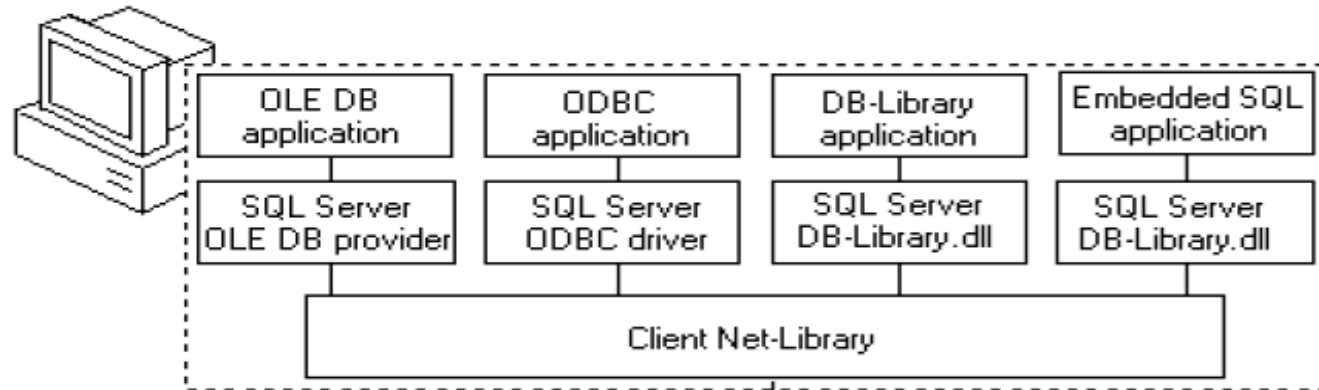 OLE DB
application
ODBC
application
DB-Library
application
Embedded SQL
application
SQL Server
OLE DB provider
SQL Server
ODBC driver
SQL Server
DB-Library.dll
SQL Server
DB-Library.dll
Client Net-Library